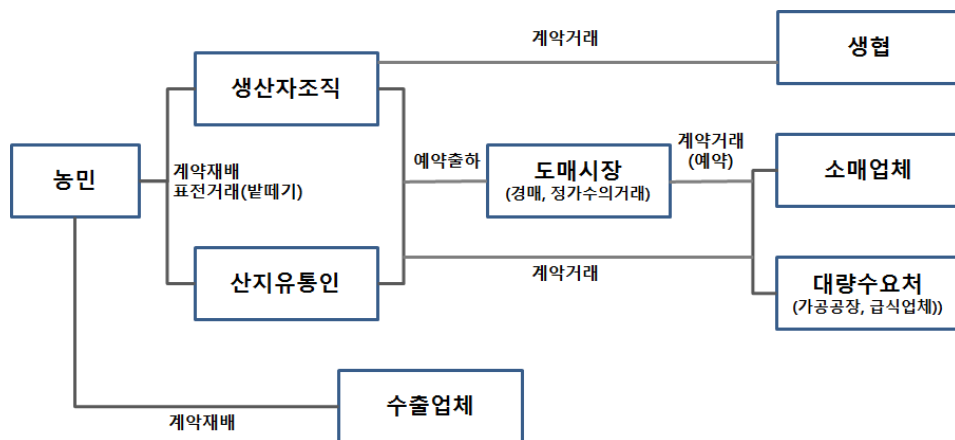 계약거래
생협
생산자조직
농민
계약재배
표전거래(밭떼기)
예약출하
도매시장
(경매, 정가수의거래)
계약거래
(예약)
소매업체
산지유통인
계약거래
대량수요처
(가공공장, 급식업체))
수출업체
계약재배